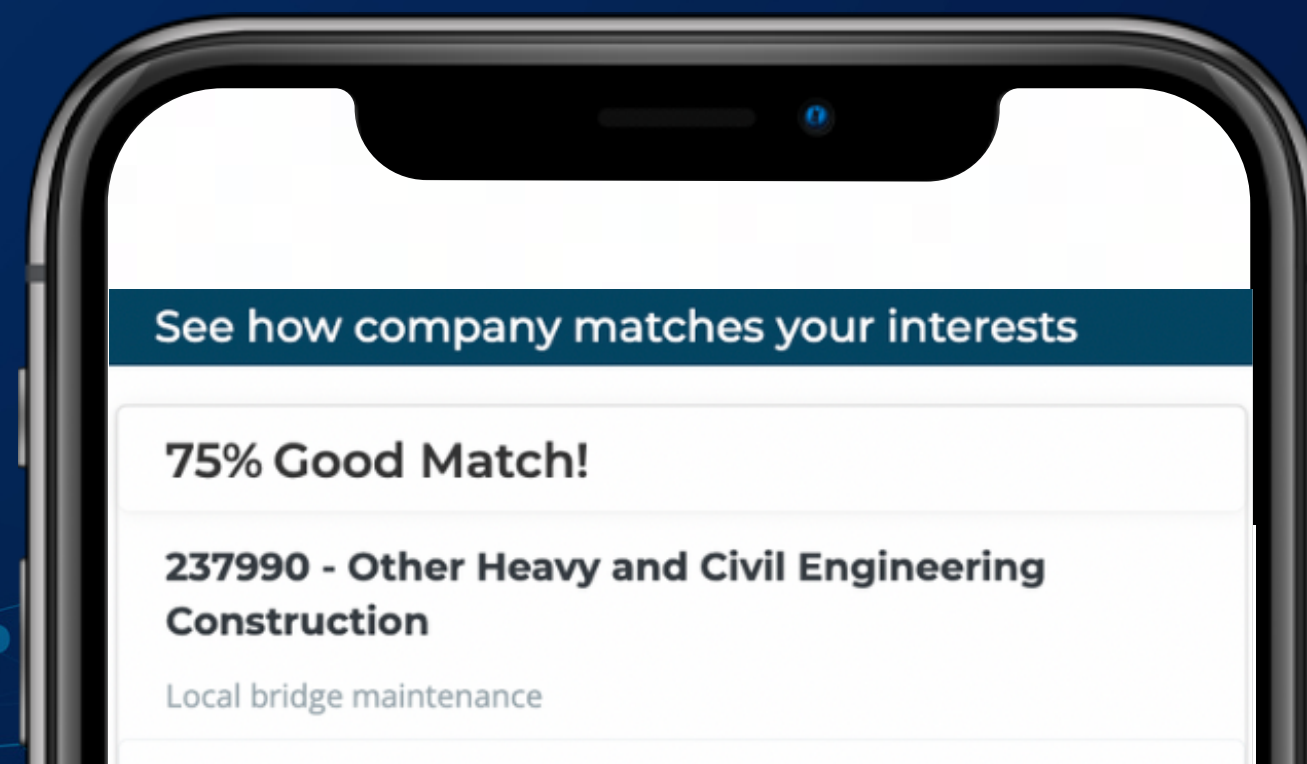 See how company matches your interests
75% Good Match!
237990 - Other Heavy and Civil Engineering
Construction
Local bridge maintenance